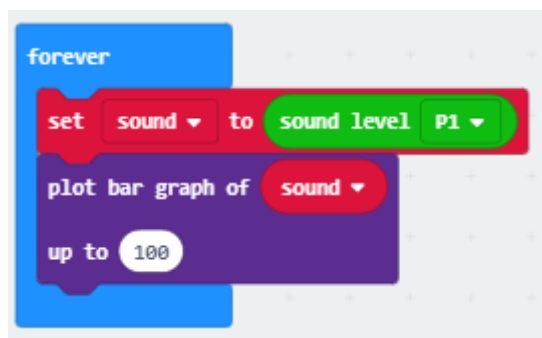 forever
set sound to sound level P1
plot bar graph of sound
up to 100